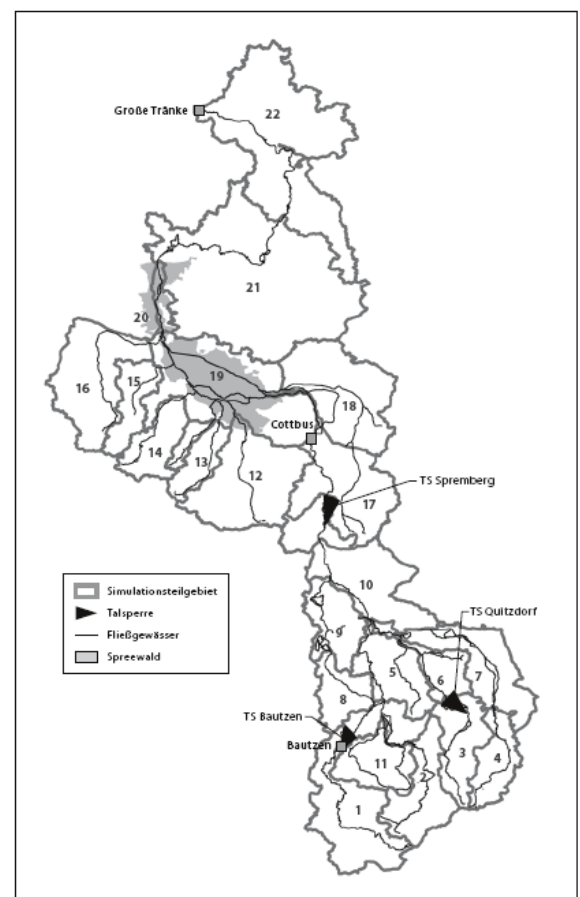 Große Tränke
22
21
20
19
16
15
18
Cottbus
14
13
12
TS Spremberg
17
10
Simulationsteilgebiet
Talsperre
Fließgewässer
Spreewald
TS Quitzdorf
9
5
6
7
8
TS Bautzen
Bautzen
11
2
3
4
1